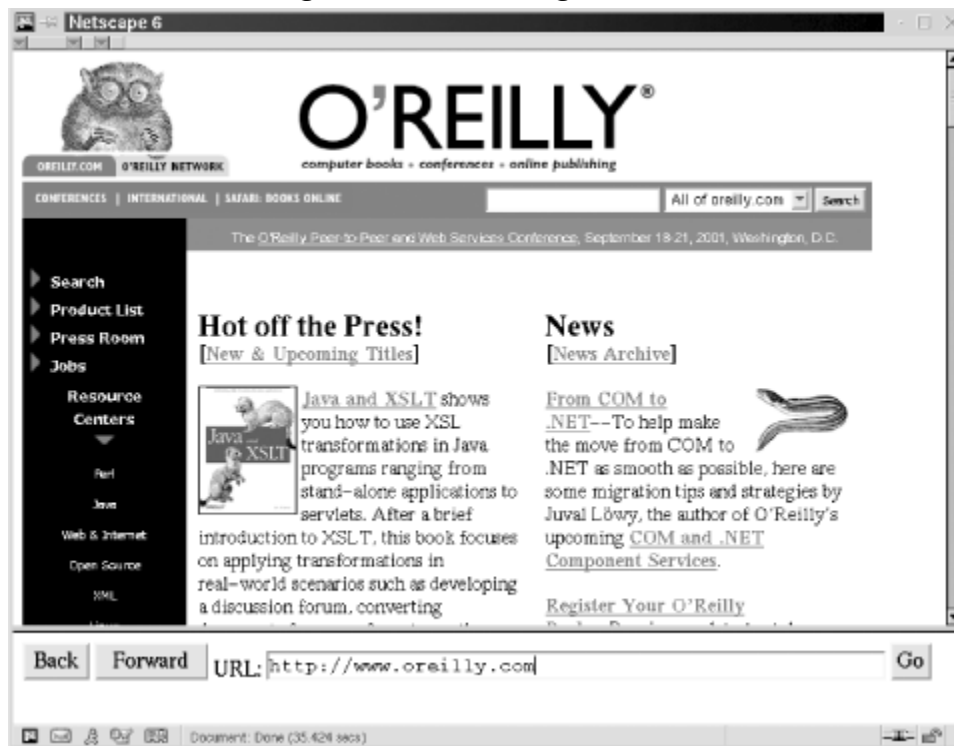 Netscape 6
O'REILLY®
computer books • conferences • online publishing
OREILLY.COM O'REILLY NETWORK
CONFERENCES | INTERNATIONAL | SAFARI: BOOKS ONLINE
All of oreilly.com Search
The O'Reilly Peer-to-Peer and Web Services Conference, September 18-21, 2001, Washington, D.C.
Search
Product List
Press Room
Jobs
Resource
Centers
Perl
Java
Web & Internet
Open Source
XML
Hot off the Press!
[New & Upcoming Titles]
Java and XSLT
Java and XSLT shows
you how to use XSL
transformations in Java
programs ranging from
stand-alone applications to
servlets. After a brief
introduction to XSLT, this book focuses
on applying transformations in
real-world scenarios such as developing
a discussion forum, converting
News
[News Archive]
From COM to
.NET--To help make
the move from COM to
.NET as smooth as possible, here are
some migration tips and strategies by
Juval Löwy, the author of O'Reilly's
upcoming COM and .NET
Component Services.
Register Your O'Reilly
Back Forward URL: http://www.oreilly.com Go
Document: Done (35.424 secs)